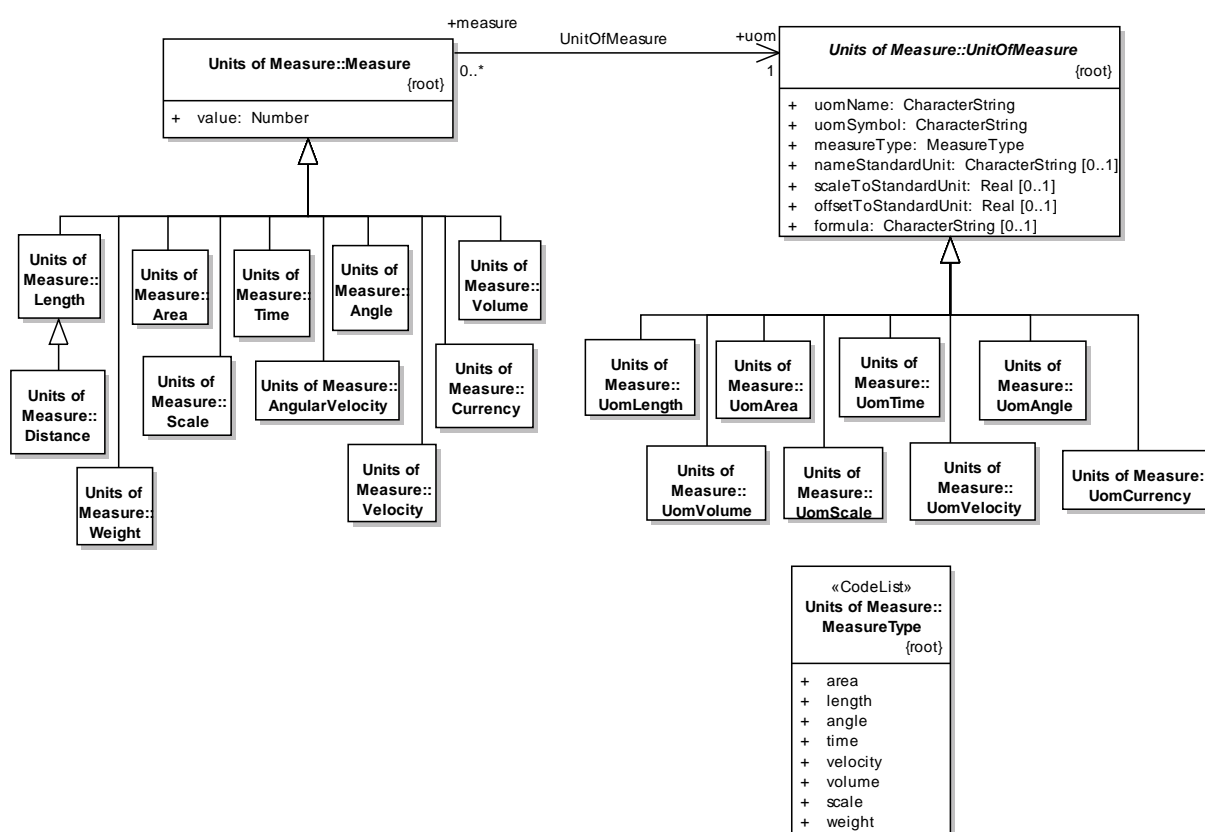 +measure
UnitOfMeasure
+uom
0..*
1
Units of Measure::Measure
{root}
+ value: Number
Units of Measure::UnitOfMeasure
{root}
+ uomName: CharacterString
+ uomSymbol: CharacterString
+ measureType: MeasureType
+ nameStandardUnit: CharacterString [0..1]
+ scaleToStandardUnit: Real [0..1]
+ offsetToStandardUnit: Real [0..1]
+ formula: CharacterString [0..1]
Units of
Measure::
Length
Units of
Measure::
Area
Units of
Measure::
Time
Units of
Measure::
Angle
Units of
Measure::
Volume
Units of
Measure::
Distance
Units of
Measure::
Scale
Units of Measure::
AngularVelocity
Units of
Measure::
Currency
Units of
Measure::
Weight
Units of
Measure::
Velocity
Units of
Measure::
UomLength
Units of
Measure::
UomArea
Units of
Measure::
UomTime
Units of
Measure::
UomAngle
Units of
Measure::
UomVolume
Units of
Measure::
UomScale
Units of
Measure::
UomVelocity
Units of Measure::
UomCurrency
«CodeList»
Units of Measure::
MeasureType
{root}
+ area
+ length
+ angle
+ time
+ velocity
+ volume
+ scale
+ weight